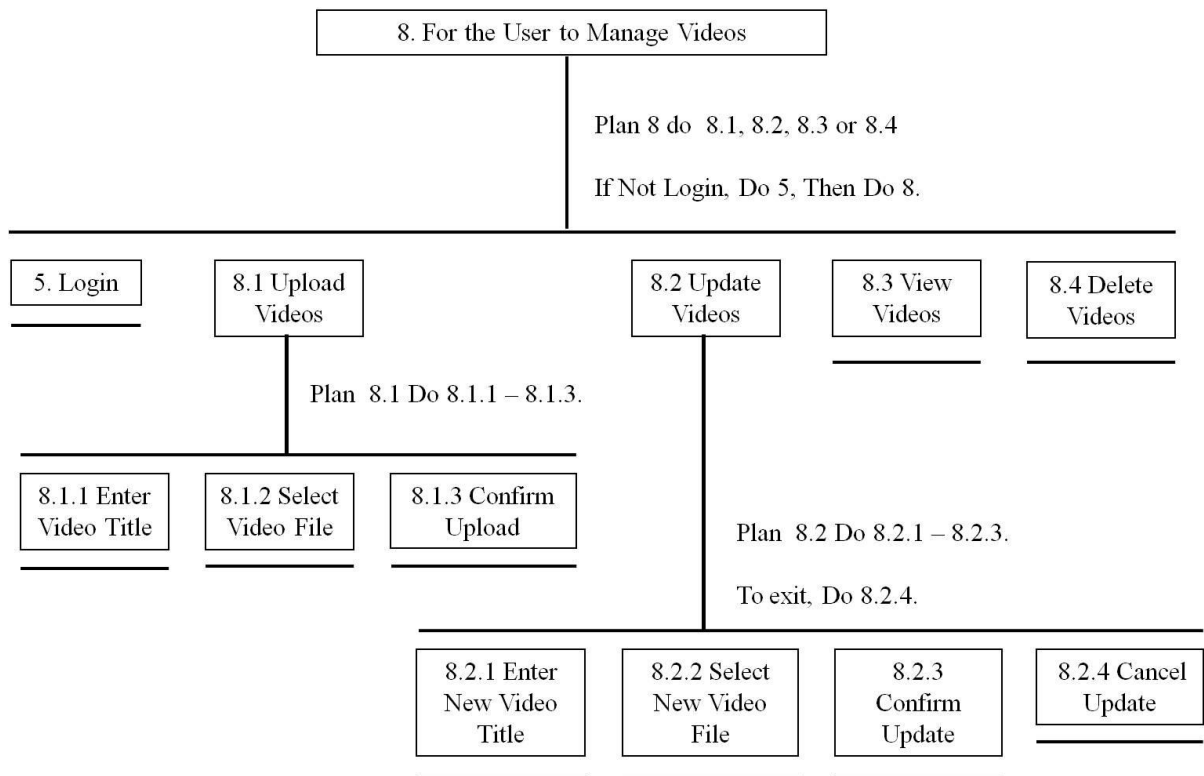 8. For the User to Manage Videos
Plan 8 do 8.1, 8.2, 8.3 or 8.4
If Not Login, Do 5, Then Do 8.
5. Login
8.1 Upload
Videos
8.2 Update
Videos
8.3 View
Videos
8.4 Delete
Videos
Plan 8.1 Do 8.1.1 – 8.1.3.
8.1.1 Enter
Video Title
8.1.2 Select
Video File
8.1.3 Confirm
Upload
Plan 8.2 Do 8.2.1 – 8.2.3.
To exit, Do 8.2.4.
8.2.1 Enter
New Video
Title
8.2.2 Select
New Video
File
8.2.3
Confirm
Update
8.2.4 Cancel
Update